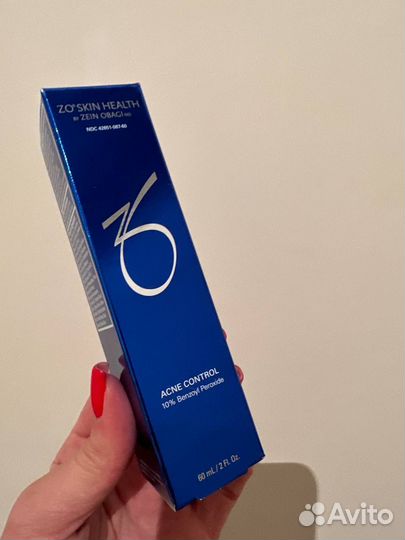 ZO® SKIN HEALTH
BY ZEIN OBAGI MD
NDC 42851-087-60
ACNE CONTROL
10% Benzoyl Peroxide
60 mL / 2 Fl. Oz.
Avito